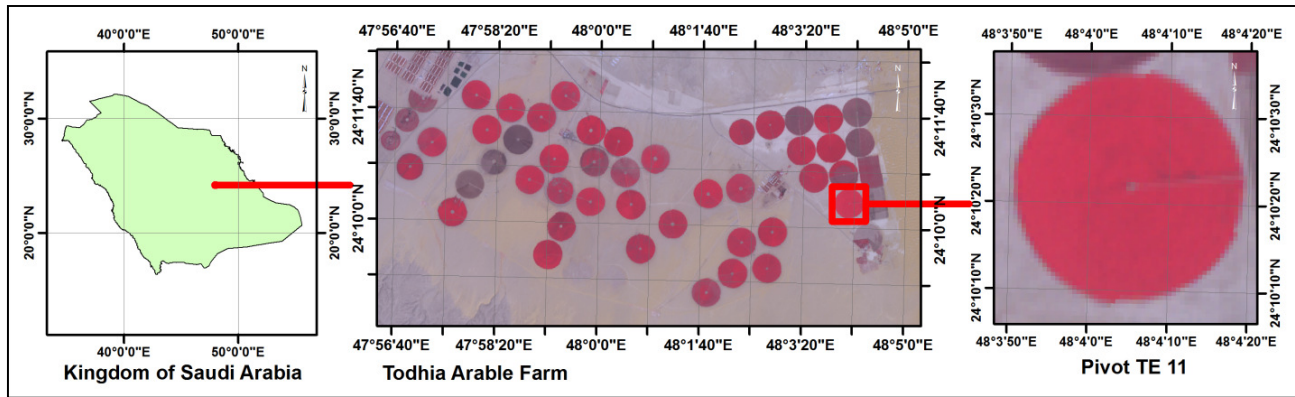 40°0'0"E 50°0'0"E
30°0'0"N
20°0'0"N
30°0'0"N
20°0'0"N
N
40°0'0"E 50°0'0"E
Kingdom of Saudi Arabia
47°56'40"E 47°58'20"E 48°0'0"E 48°1'40"E 48°3'20"E 48°5'0"E
24°11'40"N
24°10'0"N
24°11'40"N
24°10'0"N
N
47°56'40"E 47°58'20"E 48°0'0"E 48°1'40"E 48°3'20"E 48°5'0"E
Todhia Arable Farm
48°3'50"E 48°4'0"E 48°4'10"E 48°4'20"E
24°10'30"N
24°10'20"N
24°10'10"N
24°10'30"N
24°10'20"N
24°10'10"N
N
48°3'50"E 48°4'0"E 48°4'10"E 48°4'20"E
Pivot TE 11